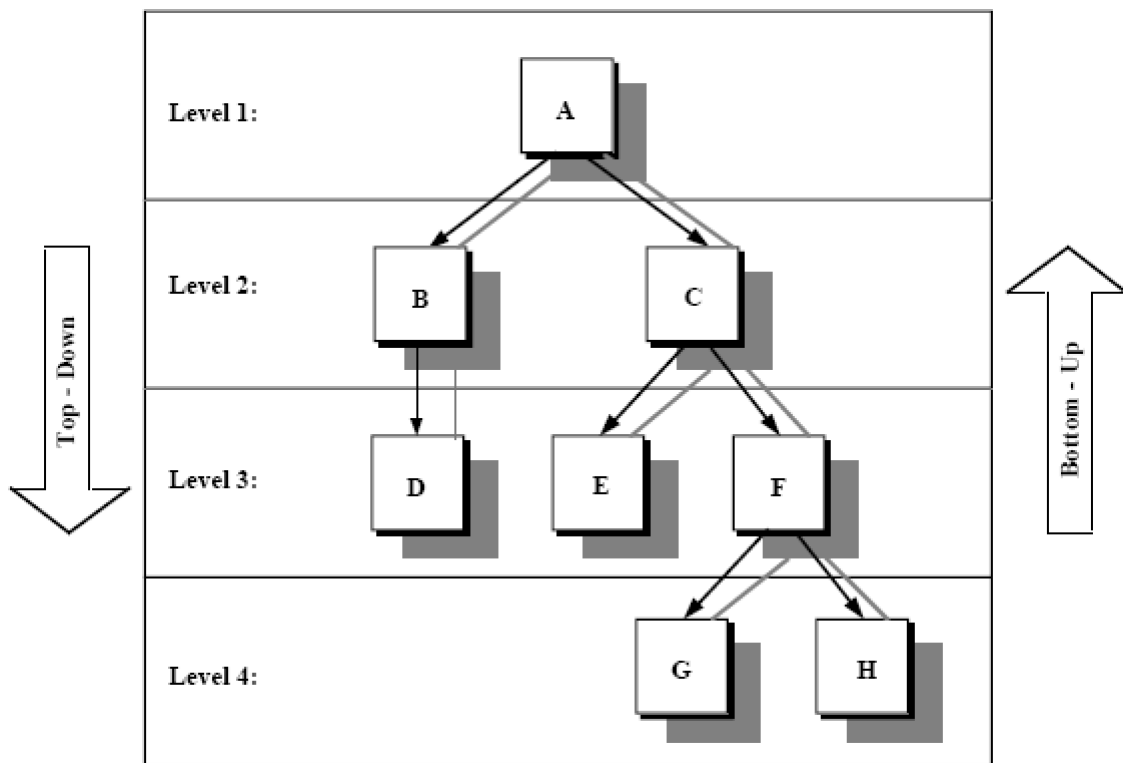 Level 1:
A
Level 2:
B
C
Top - Down
Bottom - Up
Level 3:
D
E
F
Level 4:
G
H